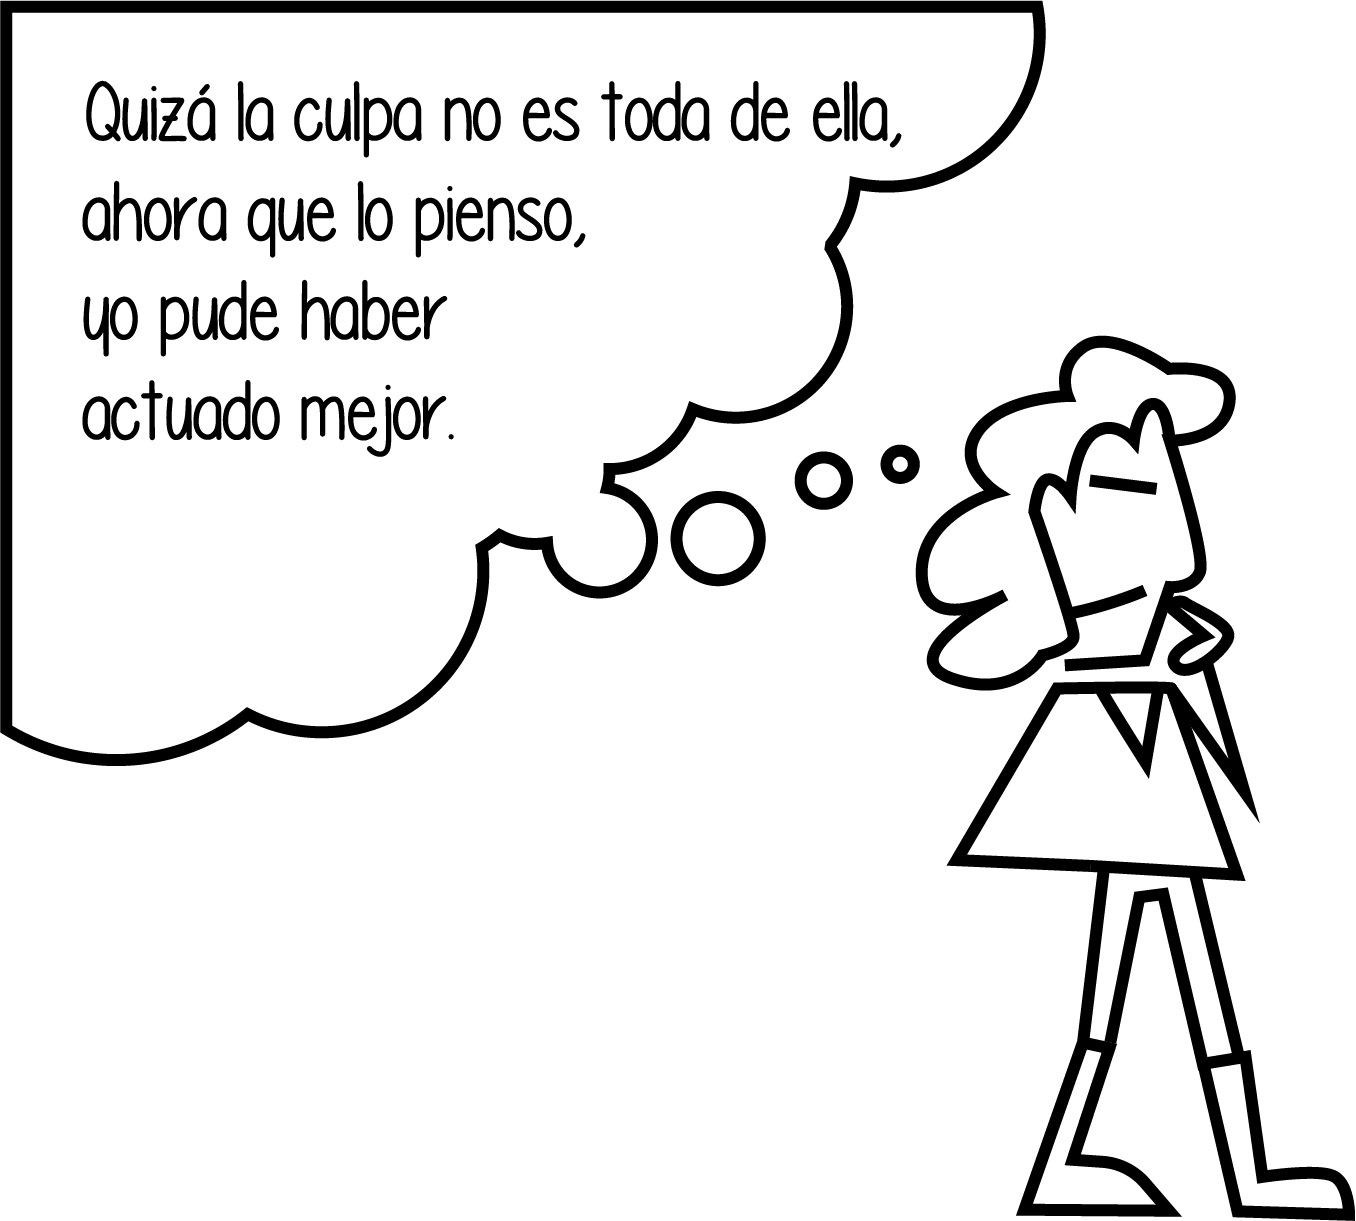 Quizá la culpa no es toda de ella,
ahora que lo pienso,
yo pude haber
actuado mejor.